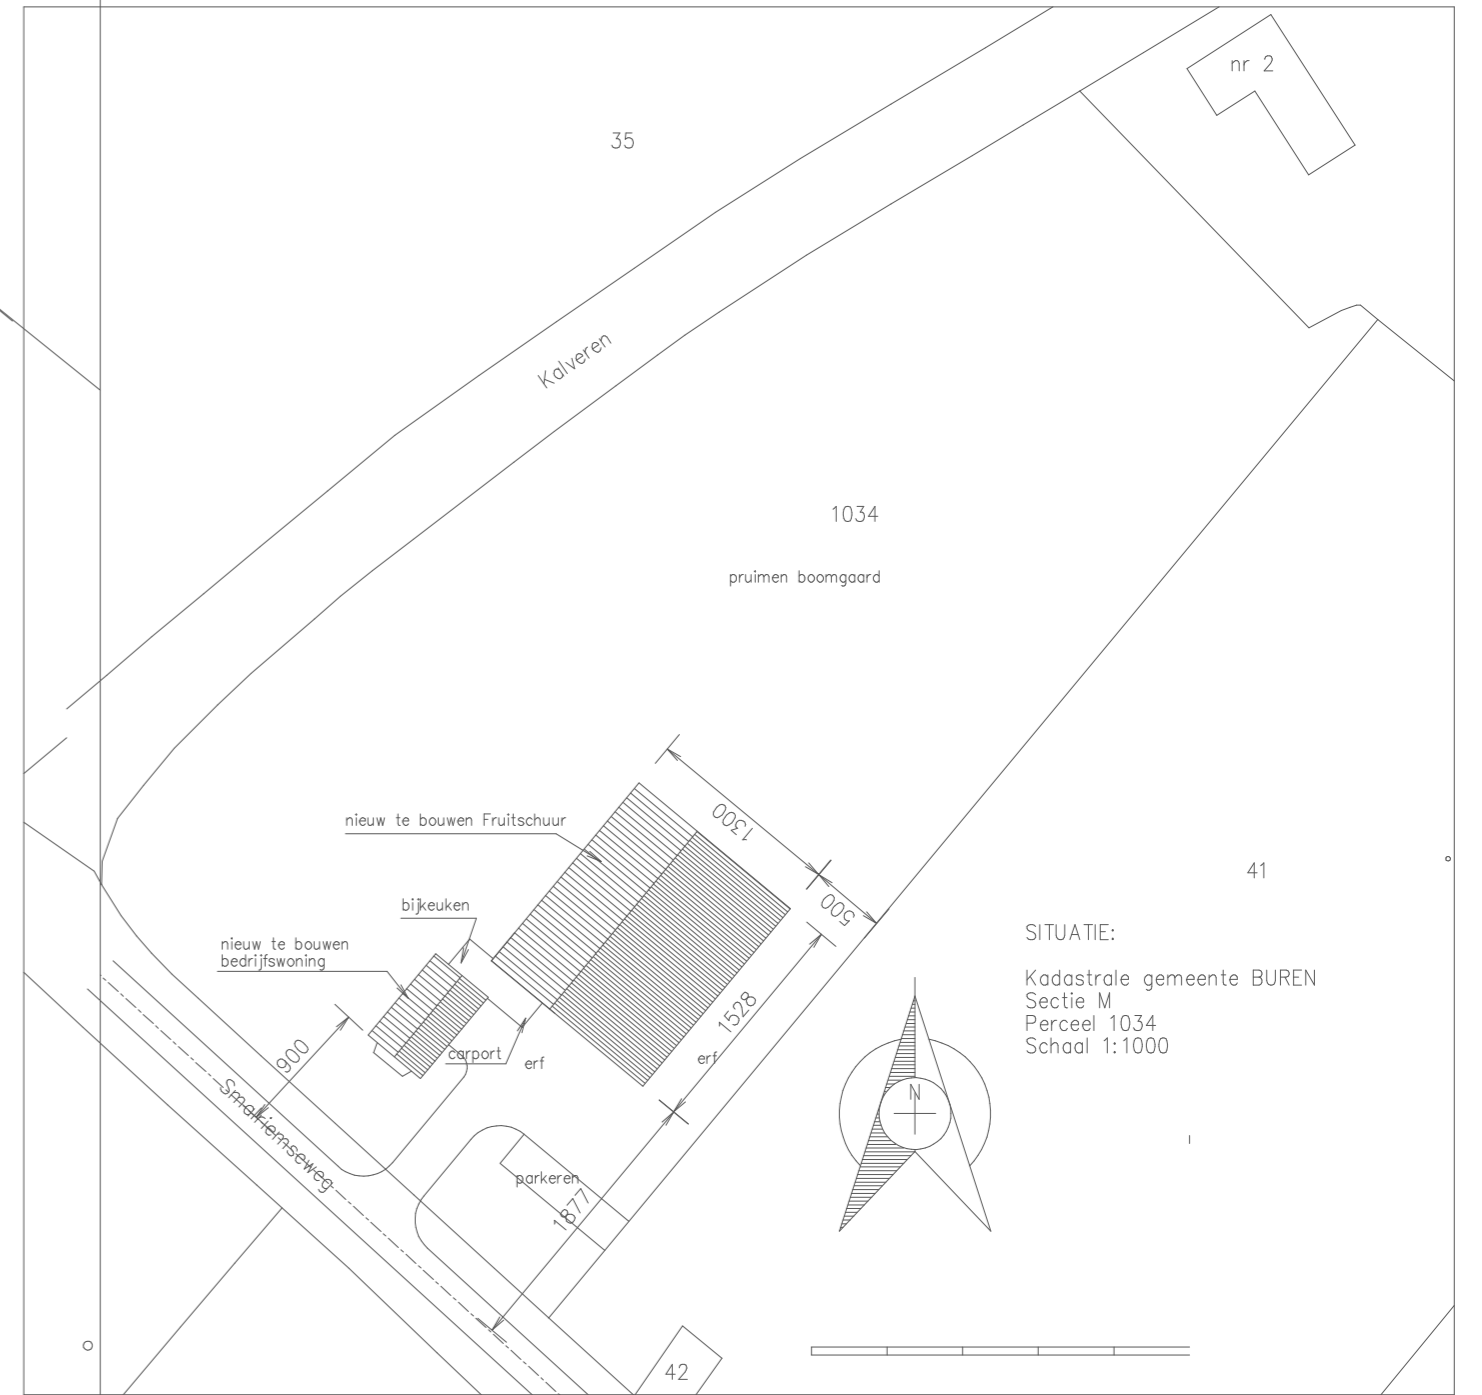 nr 2
35
Kalveren
1034
pruimen boomgaard
1300
nieuw te bouwen Fruitschuur
500
41
bijkeuken
nieuw te bouwen
bedrijfswoning
SITUATIE:
Kadastrale gemeente BUREN
Sectie M
Perceel 1034
Schaal 1:1000
1528
900
carport
erf
erf
N
Smalriemseweg
parkeren
1877
42